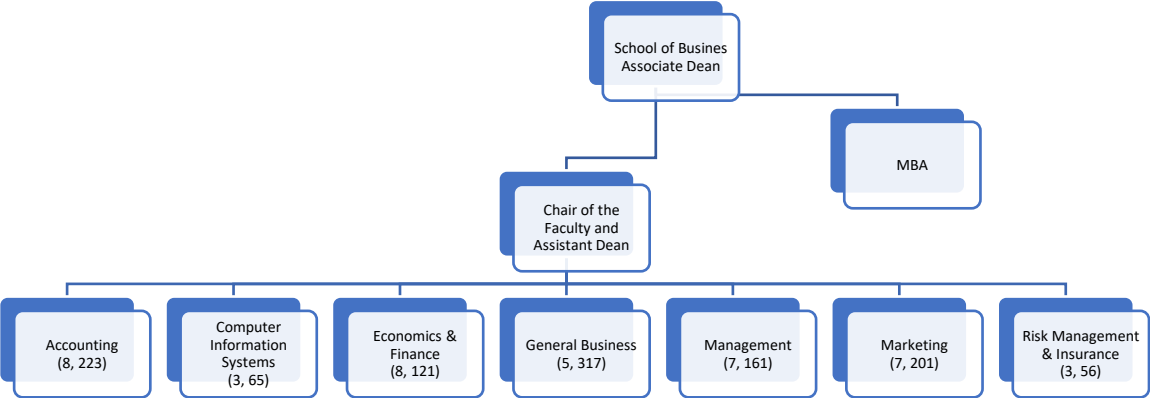 School of Busines
Associate Dean
MBA
Chair of the
Faculty and
Assistant Dean
Accounting
(8, 223)
Computer
Information
Systems
(3, 65)
Economics &
Finance
(8, 121)
General Business
(5, 317)
Management
(7, 161)
Marketing
(7, 201)
Risk Management
& Insurance
(3, 56)